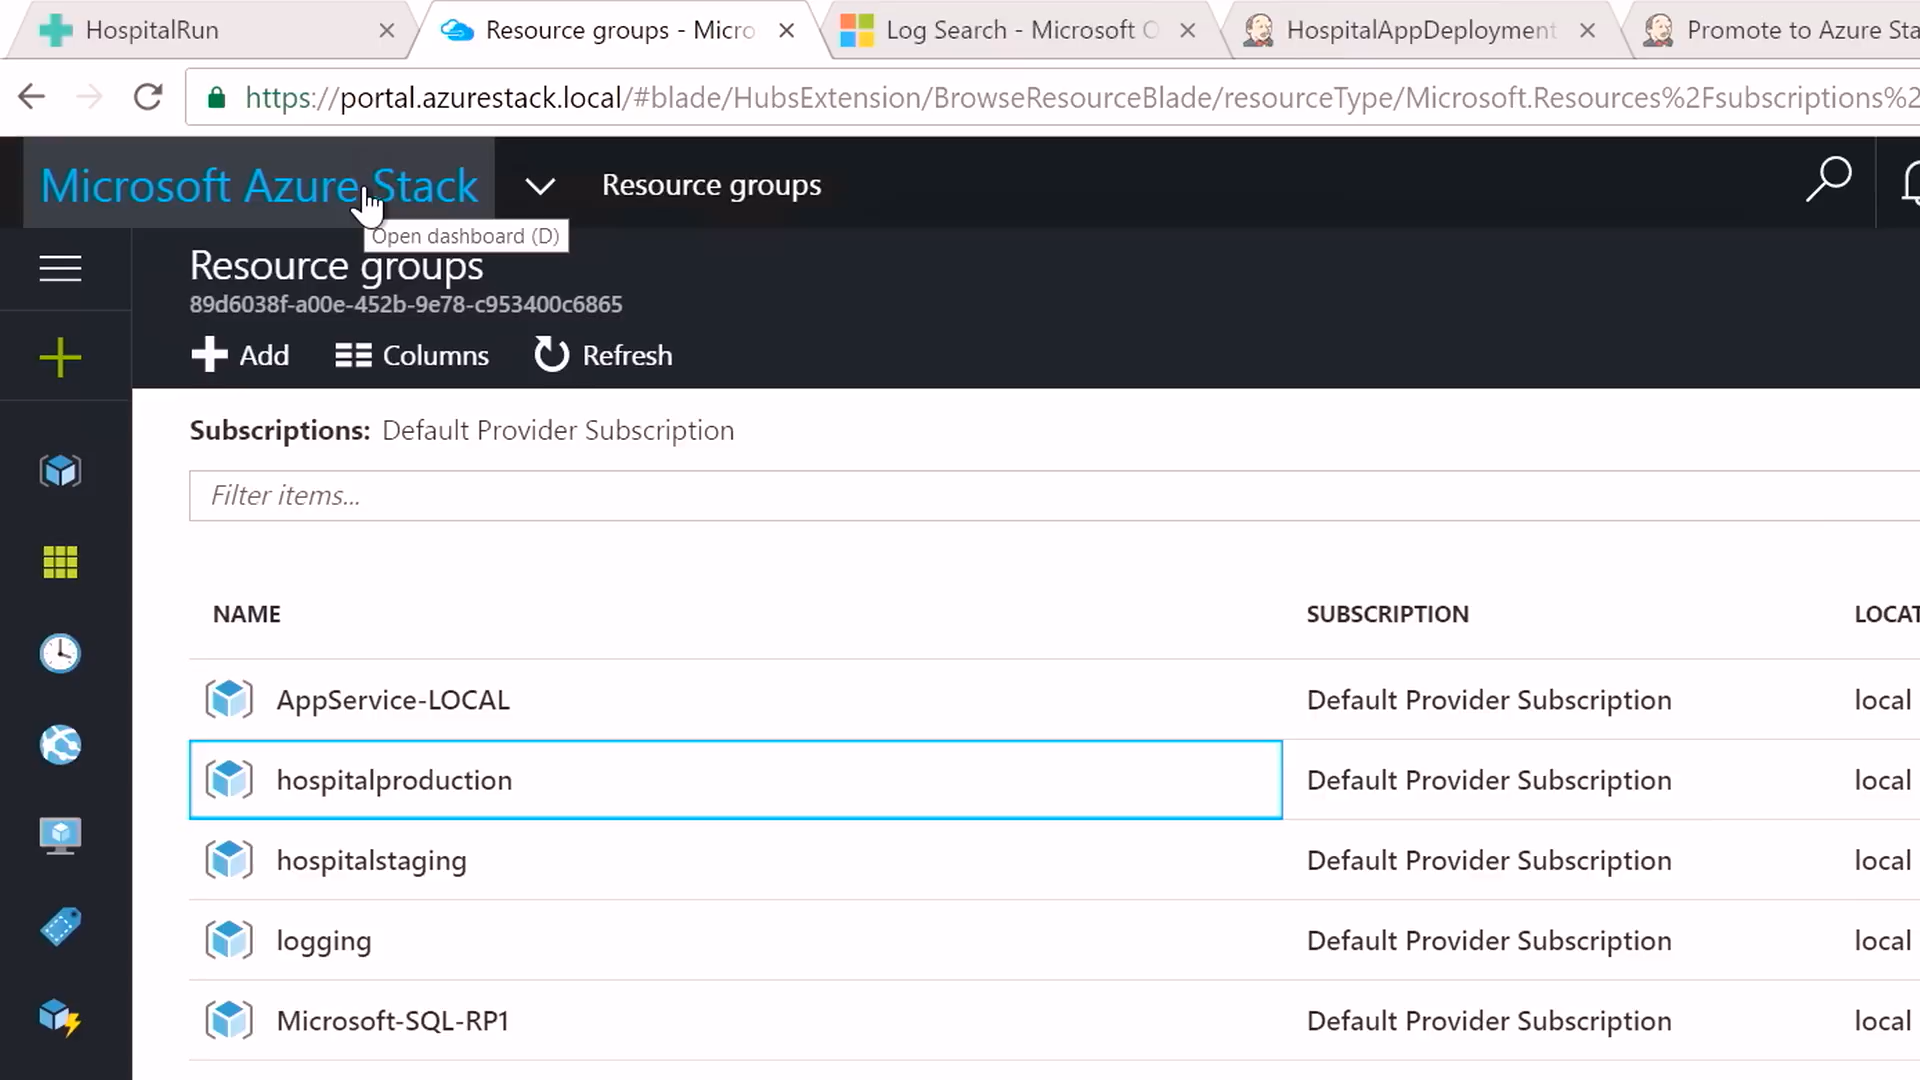 HospitalRun
Resource groups - Micro
Log Search - Microsoft O
HospitalAppDeployment
Promote to Azure Sta
https://portal.azurestack.local/#blade/HubsExtension/BrowseResourceBlade/resourceType/Microsoft.Resources%2Fsubscriptions%2
Microsoft Azure Stack
Resource groups
Open dashboard (D)
Resource groups
89d6038f-a00e-452b-9e78-c953400c6865
Add
Columns
Refresh
Subscriptions: Default Provider Subscription
Filter items...
NAME SUBSCRIPTION LOCAT
AppService-LOCAL Default Provider Subscription local
hospitalproduction Default Provider Subscription local
hospitalstaging Default Provider Subscription local
logging Default Provider Subscription local
Microsoft-SQL-RP1 Default Provider Subscription local